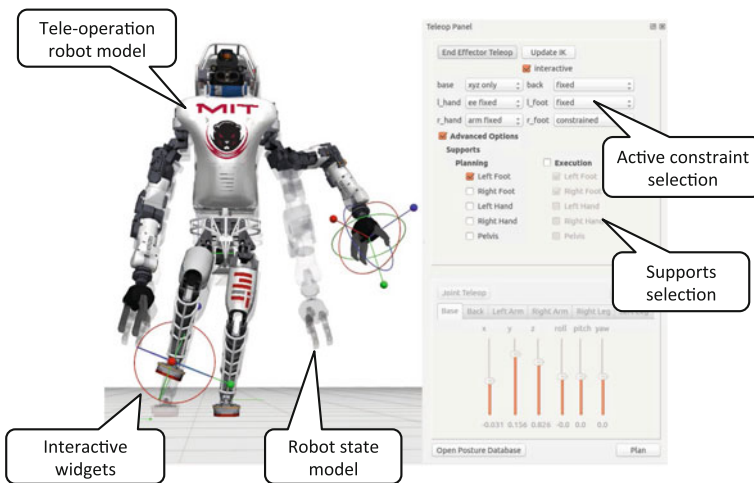 Tele-operation
robot model
MIT
Interactive
widgets
Robot state
model
Teleop Panel
End Effector Teleop Update IK
interactive
base xyz only back fixed
l_hand ee fixed l_foot fixed
r_hand arm fixed r_foot constrained
Advanced Options
Supports
Planning Execution
Left Foot Left Foot
Right Foot Right Foot
Left Hand Left Hand
Right Hand Right Hand
Pelvis Pelvis
Active constraint
selection
Supports
selection
Joint Teleop
Base Back Left Arm Right Arm Right Leg
x y z roll pitch yaw
-0.031 0.156 0.826 -0.0 0.0 0.0
Open Posture Database Plan